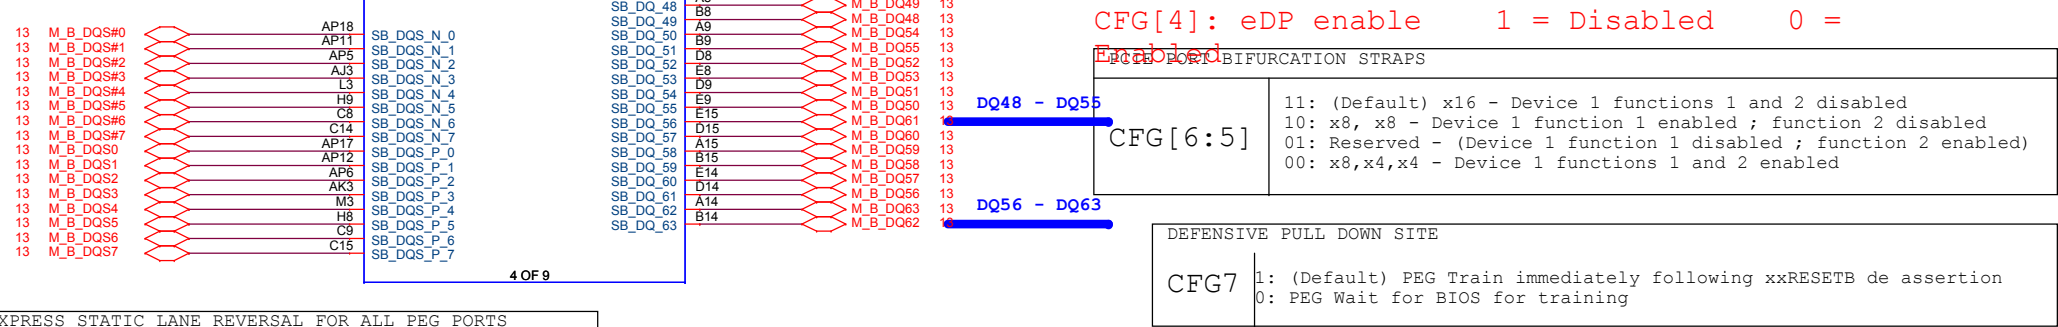 13 M_B_DQS#0 AP18 SB_DQS_N_0
13 M_B_DQS#1 AP11 SB_DQS_N_1
13 M_B_DQS#2 AP5 SB_DQS_N_2
13 M_B_DQS#3 AJ3 SB_DQS_N_3
13 M_B_DQS#4 L3 SB_DQS_N_4
13 M_B_DQS#5 H9 SB_DQS_N_5
13 M_B_DQS#6 C8 SB_DQS_N_6
13 M_B_DQS#7 C14 SB_DQS_N_7
13 M_B_DQS0 AP17 SB_DQS_P_0
13 M_B_DQS1 AP12 SB_DQS_P_1
13 M_B_DQS2 AP6 SB_DQS_P_2
13 M_B_DQS3 AK3 SB_DQS_P_3
13 M_B_DQS4 M3 SB_DQS_P_4
13 M_B_DQS5 H8 SB_DQS_P_5
13 M_B_DQS6 C9 SB_DQS_P_6
13 M_B_DQS7 C15 SB_DQS_P_7
SB_DQ_48 M_B_DQ49 13
SB_DQ_49 B8 M_B_DQ48 13
SB_DQ_50 A9 M_B_DQ54 13
SB_DQ_51 B9 M_B_DQ55 13
SB_DQ_52 D8 M_B_DQ52 13
SB_DQ_53 E8 M_B_DQ53 13
SB_DQ_54 D9 M_B_DQ51 13
SB_DQ_55 E9 M_B_DQ50 13
SB_DQ_56 E15 M_B_DQ61 13
SB_DQ_57 D15 M_B_DQ60 13
SB_DQ_58 A15 M_B_DQ59 13
SB_DQ_59 B15 M_B_DQ58 13
SB_DQ_60 E14 M_B_DQ57 13
SB_DQ_61 D14 M_B_DQ56 13
SB_DQ_62 A14 M_B_DQ63 13
SB_DQ_63 B14 M_B_DQ62 13
4 OF 9
DQ48 - DQ55
DQ56 - DQ63
CFG[4]: eDP enable 1 = Disabled 0 =
Enabled
PCIE PORT BIFURCATION STRAPS
CFG[6:5]
11: (Default) x16 - Device 1 functions 1 and 2 disabled
10: x8, x8 - Device 1 function 1 enabled ; function 2 disabled
01: Reserved - (Device 1 function 1 disabled ; function 2 enabled)
00: x8,x4,x4 - Device 1 functions 1 and 2 enabled
DEFENSIVE PULL DOWN SITE
CFG7
1: (Default) PEG Train immediately following xxRESETB de assertion
0: PEG Wait for BIOS for training
XPRESS STATIC LANE REVERSAL FOR ALL PEG PORTS